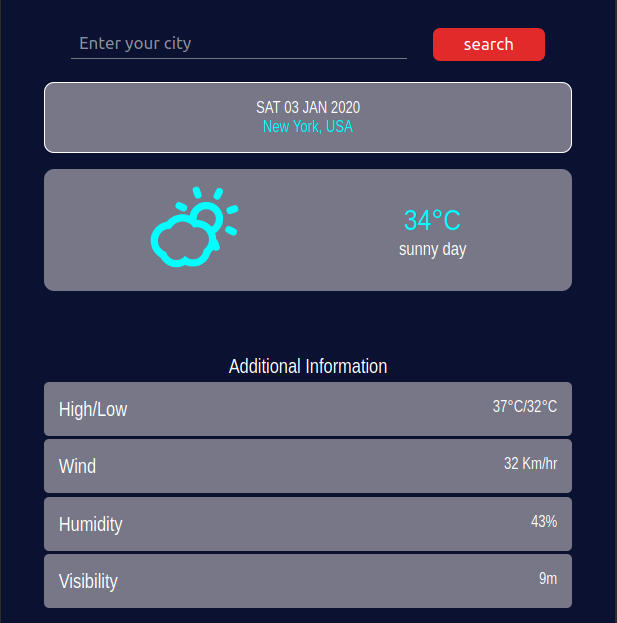 Enter your city
search
SAT 03 JAN 2020
New York, USA
34°C
sunny day
Additional Information
High/Low 37°C/32°C
Wind 32 Km/hr
Humidity 43%
Visibility 9m